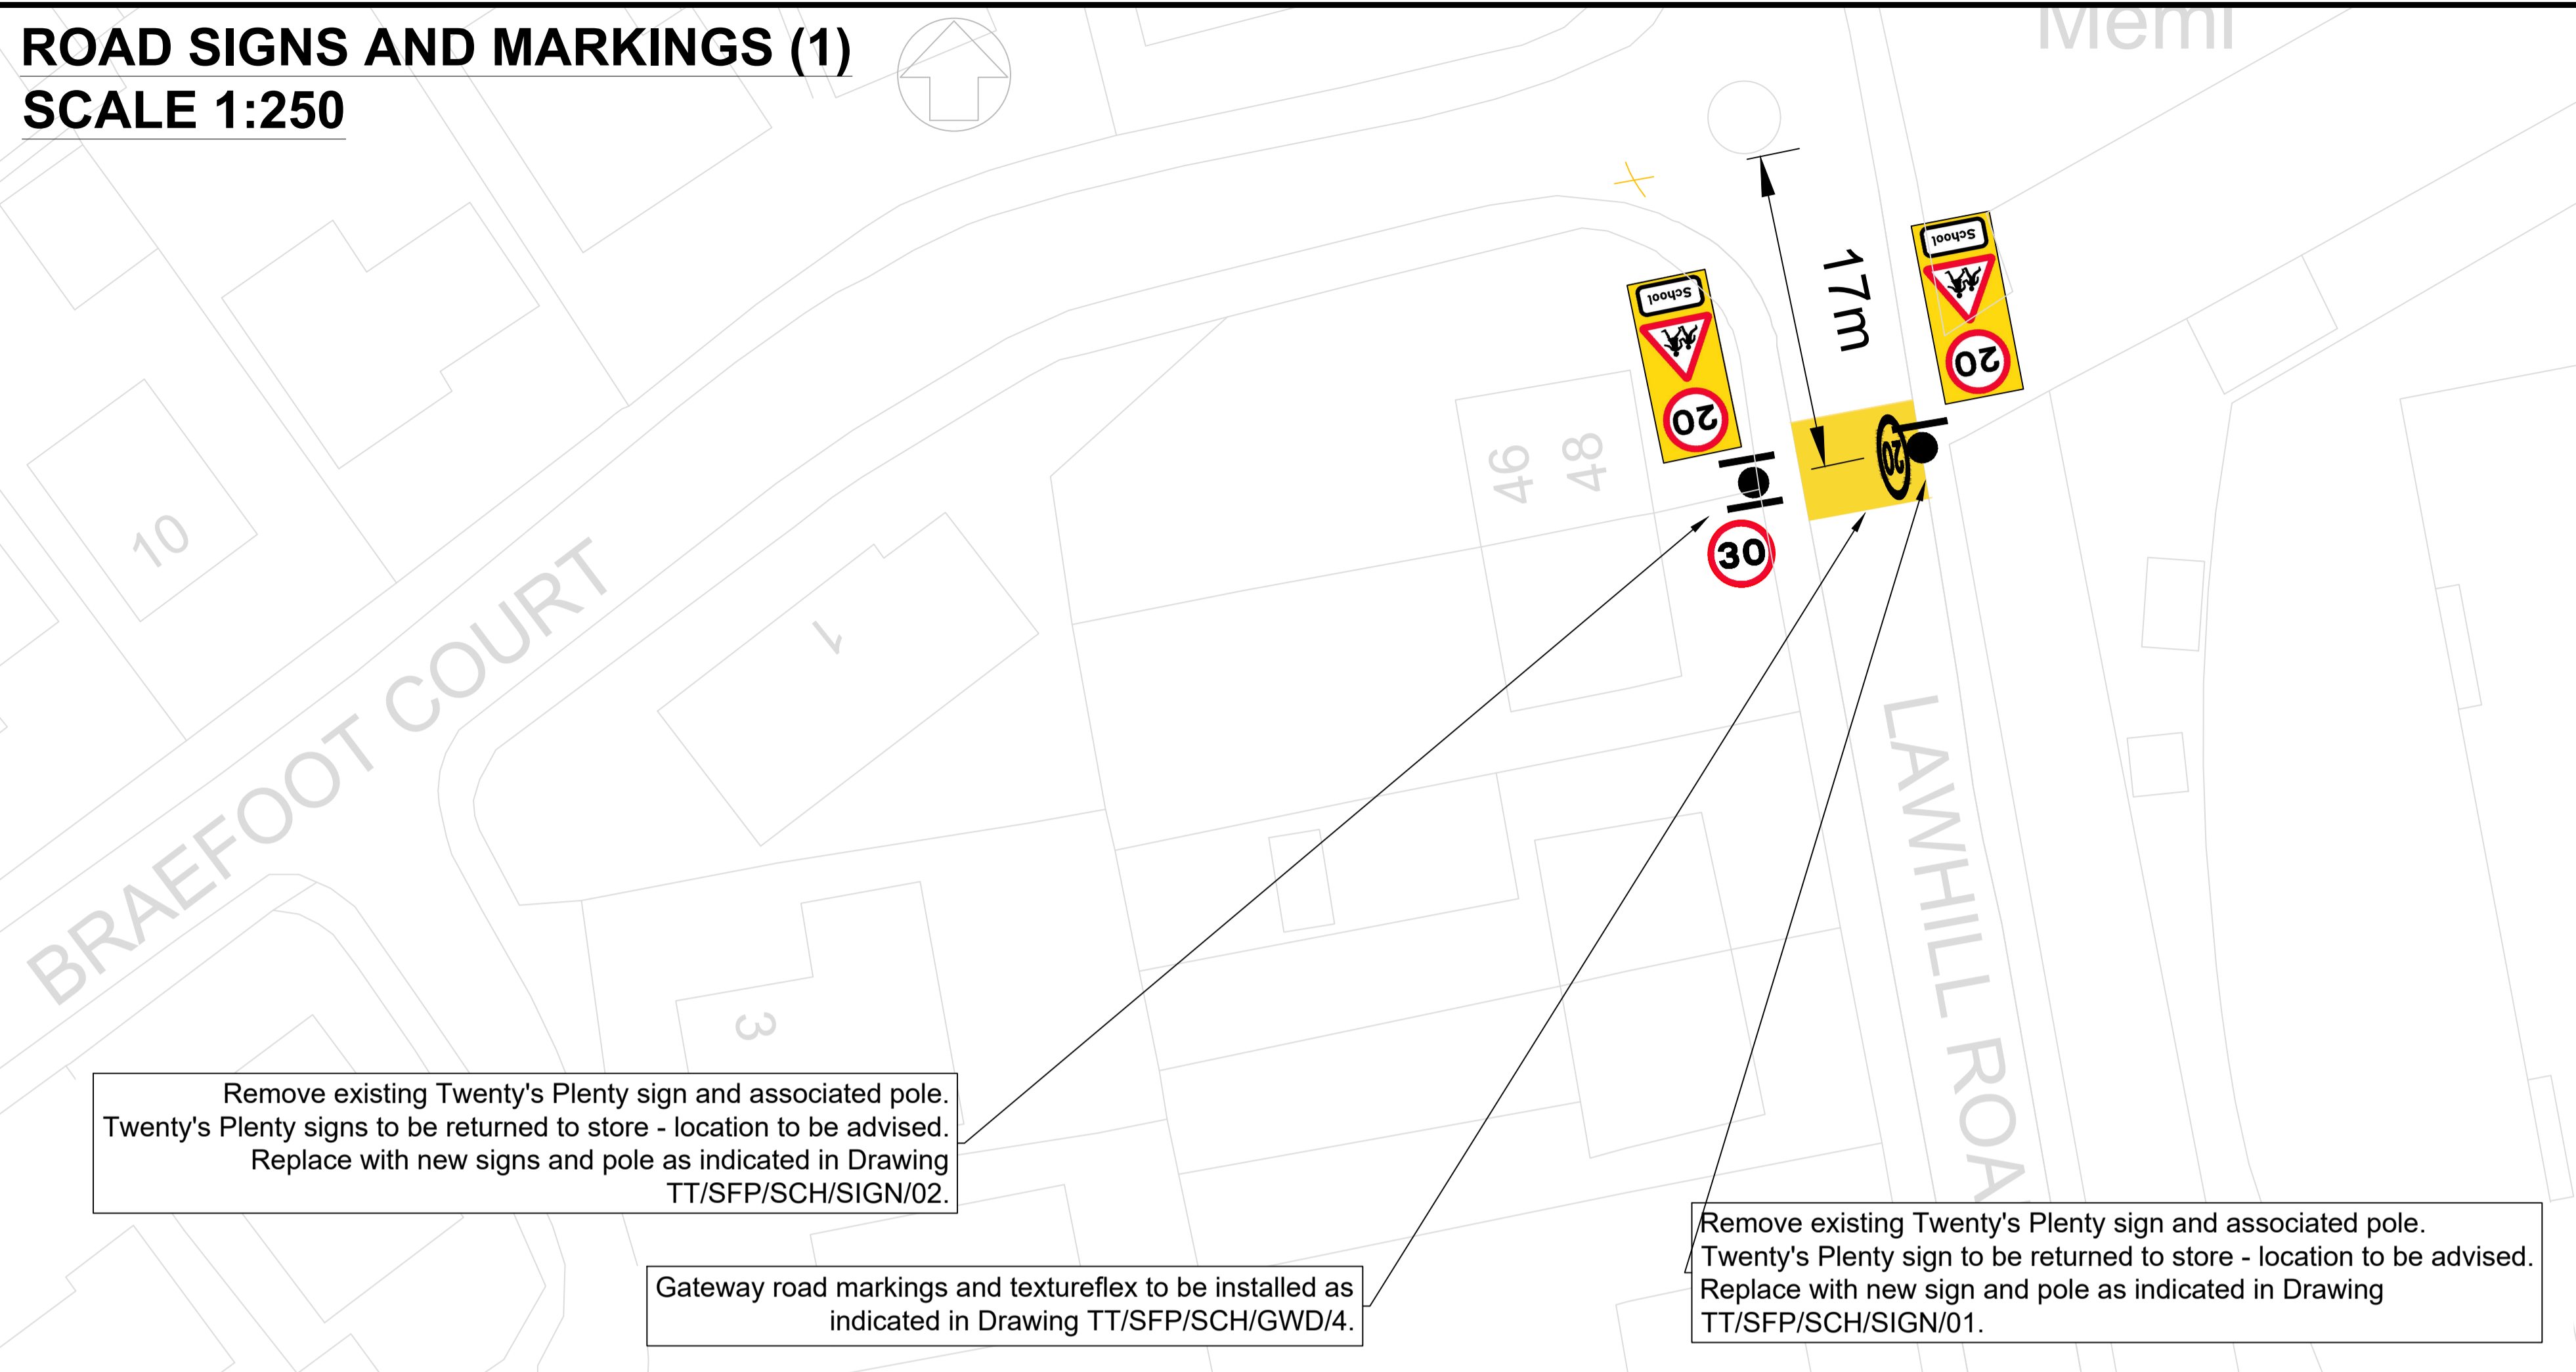 ROAD SIGNS AND MARKINGS (1)
SCALE 1:250
Meml
School
20
School
20
17m
20
30
46
48
10
1
3
BRAEFOOT COURT
LAWHILL ROA
Remove existing Twenty's Plenty sign and associated pole.
Twenty's Plenty signs to be returned to store - location to be advised.
Replace with new signs and pole as indicated in Drawing
TT/SFP/SCH/SIGN/02.
Gateway road markings and textureflex to be installed as
indicated in Drawing TT/SFP/SCH/GWD/4.
Remove existing Twenty's Plenty sign and associated pole.
Twenty's Plenty sign to be returned to store - location to be advised.
Replace with new sign and pole as indicated in Drawing
TT/SFP/SCH/SIGN/01.